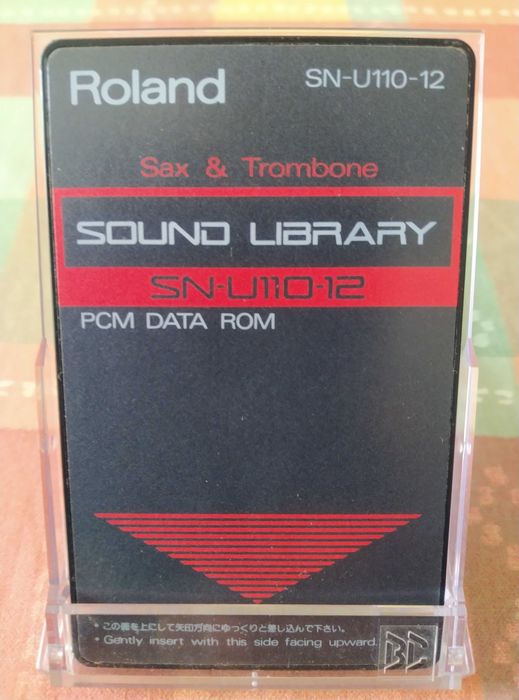 Roland SN-U110-12
Sax & Trombone
SOUND LIBRARY
SN-U110-12
PCM DATA ROM
・この面を上にして矢印方向にゆっくりと差し込んで下さい。
・Gently insert with this side facing upward.